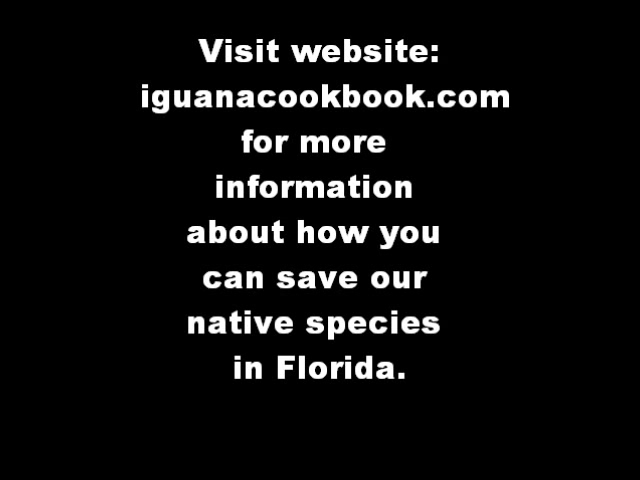 Visit website:
iguanacookbook.com
for more
information
about how you
can save our
native species
in Florida.